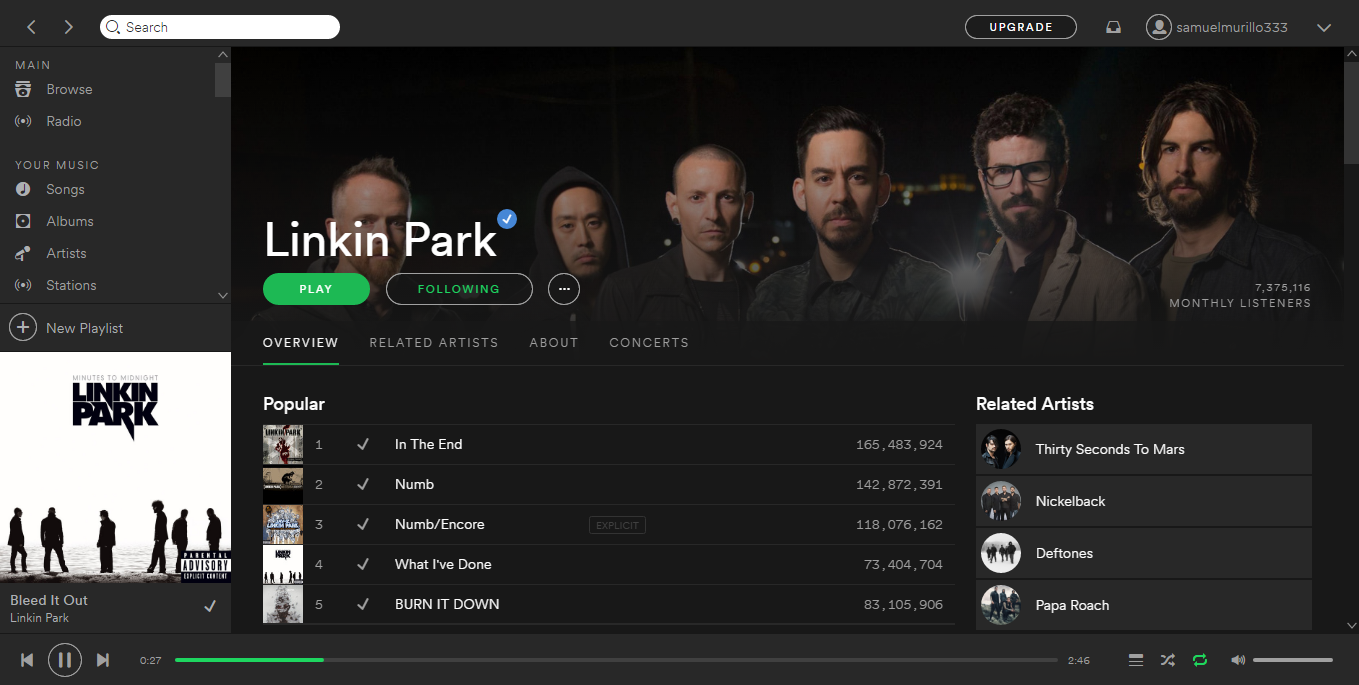 Search
UPGRADE
samuelmurillo333
MAIN
Browse
Radio
YOUR MUSIC
Songs
Albums
Artists
Stations
New Playlist
MINUTES TO MIDNIGHT
LINKIN
PARK
PARENTAL
ADVISORY
EXPLICIT CONTENT
Bleed It Out
Linkin Park
Linkin Park
PLAY
FOLLOWING
7,375,116
MONTHLY LISTENERS
OVERVIEW RELATED ARTISTS ABOUT CONCERTS
Popular
1 In The End 165,483,924
2 Numb 142,872,391
3 Numb/Encore EXPLICIT 118,076,162
4 What I've Done 73,404,704
5 BURN IT DOWN 83,105,906
Related Artists
Thirty Seconds To Mars
Nickelback
Deftones
Papa Roach
0:27
2:46